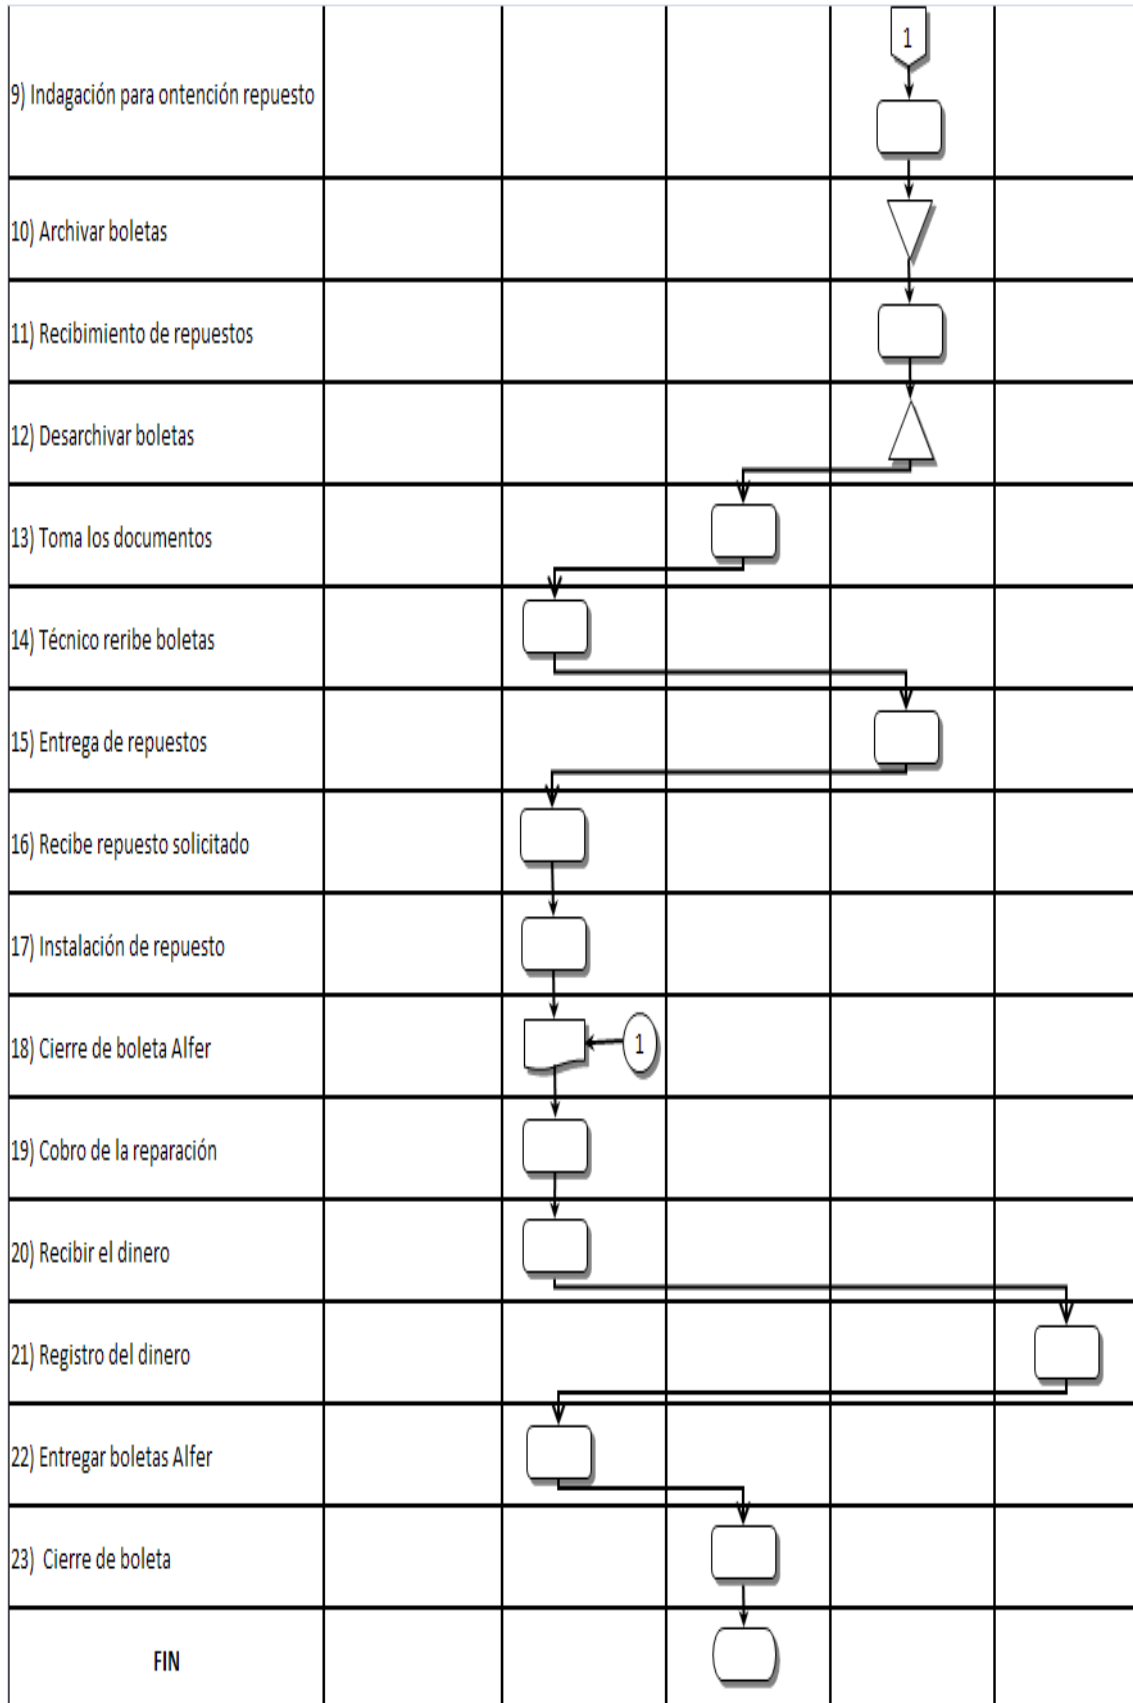 1
9) Indagación para ontención repuesto
10) Archivar boletas
11) Recibimiento de repuestos
12) Desarchivar boletas
13) Toma los documentos
14) Técnico reribe boletas
15) Entrega de repuestos
16) Recibe repuesto solicitado
17) Instalación de repuesto
18) Cierre de boleta Alfer
1
19) Cobro de la reparación
20) Recibir el dinero
21) Registro del dinero
22) Entregar boletas Alfer
23) Cierre de boleta
FIN